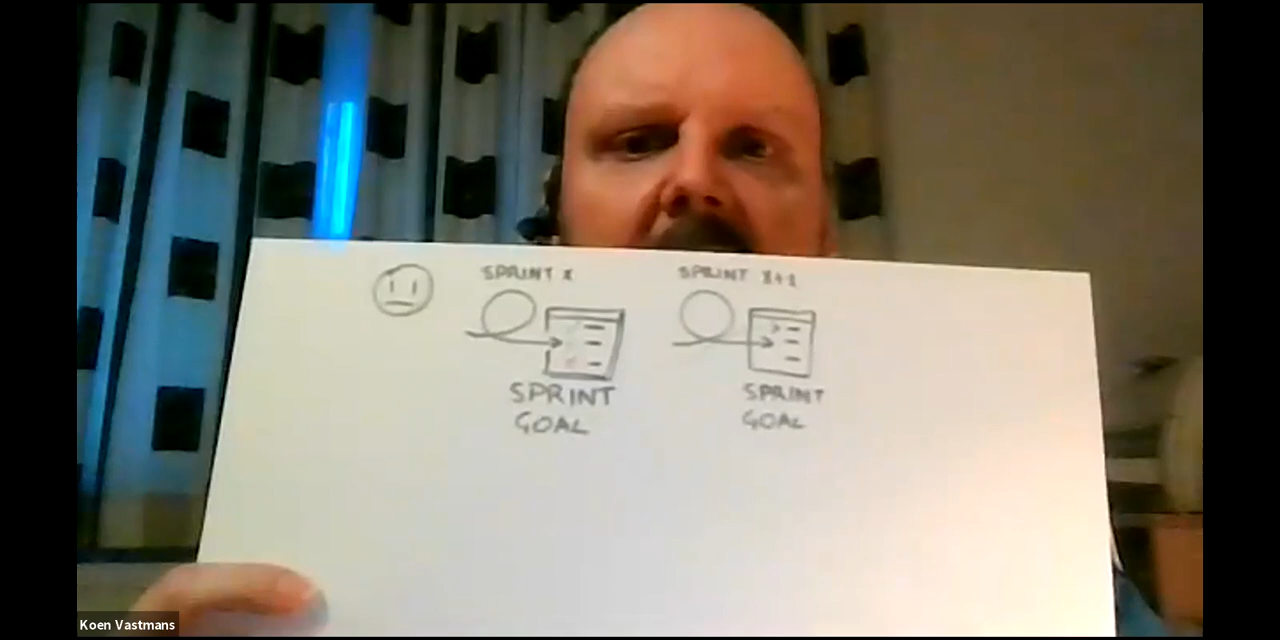 SPRINT X
SPRINT X+1
SPRINT
GOAL
SPRINT
GOAL
Koen Vastmans